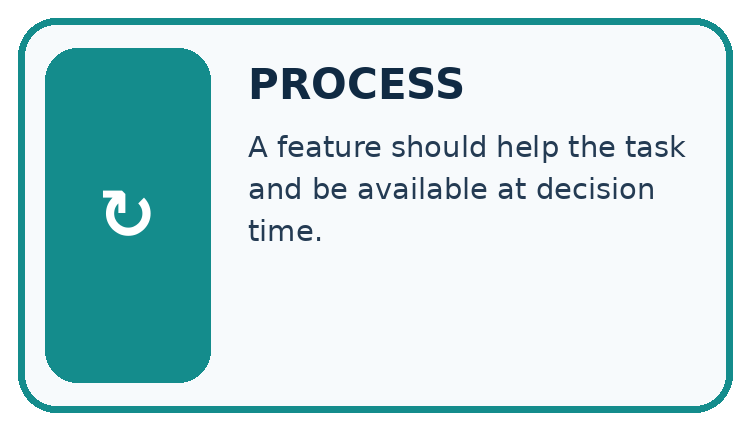 PROCESS
A feature should help the task
and be available at decision
time.